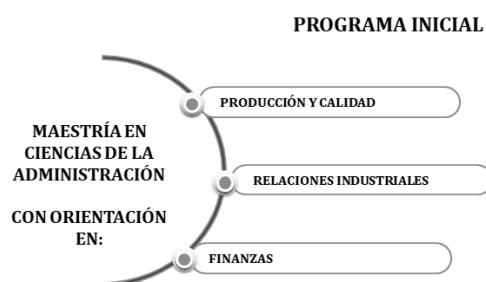 PROGRAMA INICIAL
PRODUCCIÓN Y CALIDAD
MAESTRÍA EN
CIENCIAS DE LA
ADMINISTRACIÓN
CON ORIENTACIÓN
EN:
RELACIONES INDUSTRIALES
FINANZAS